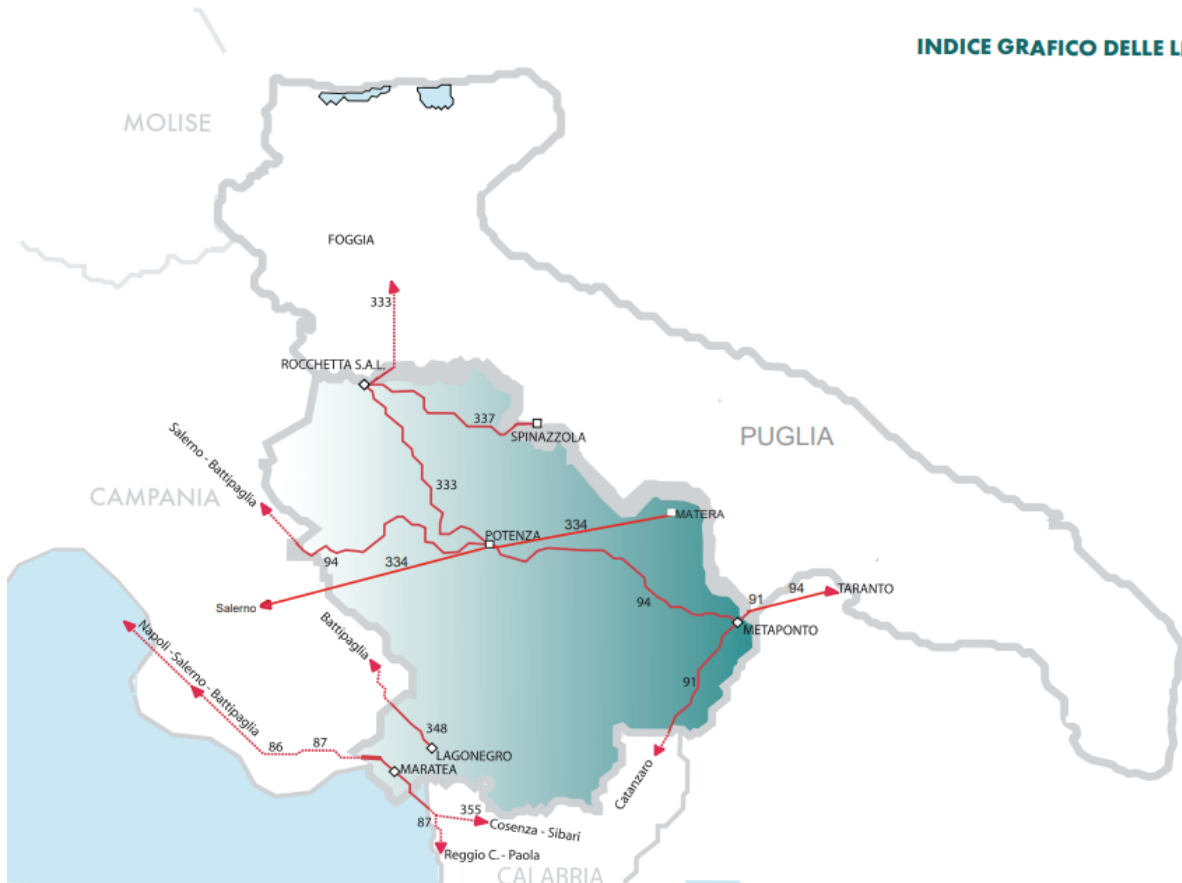 INDICE GRAFICO DELLE LI
MOLISE
FOGGIA
333
ROCCHETTA S.A.L.
337
SPINAZZOLA
PUGLIA
Salerno - Battipaglia
CAMPANIA
333
MATERA
334
POTENZA
94
334
94
91
94
TARANTO
Salerno
METAPONTO
Battipaglia
Napoli -Salerno - Battipaglia
91
348
86
87
LAGONEGRO
MARATEA
Catanzaro
355
87
Cosenza - Sibari
Reggio C. - Paola
CALABRIA